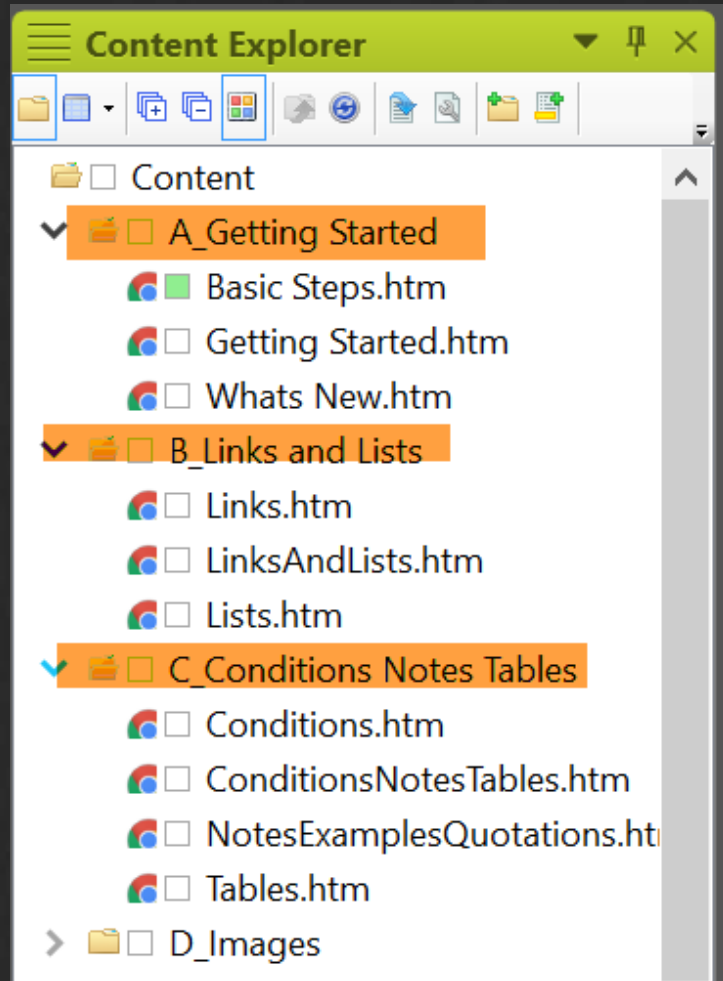 Content Explorer
Content
A_Getting Started
Basic Steps.htm
Getting Started.htm
Whats New.htm
B_Links and Lists
Links.htm
LinksAndLists.htm
Lists.htm
C_Conditions Notes Tables
Conditions.htm
ConditionsNotesTables.htm
NotesExamplesQuotations.ht
Tables.htm
D_Images